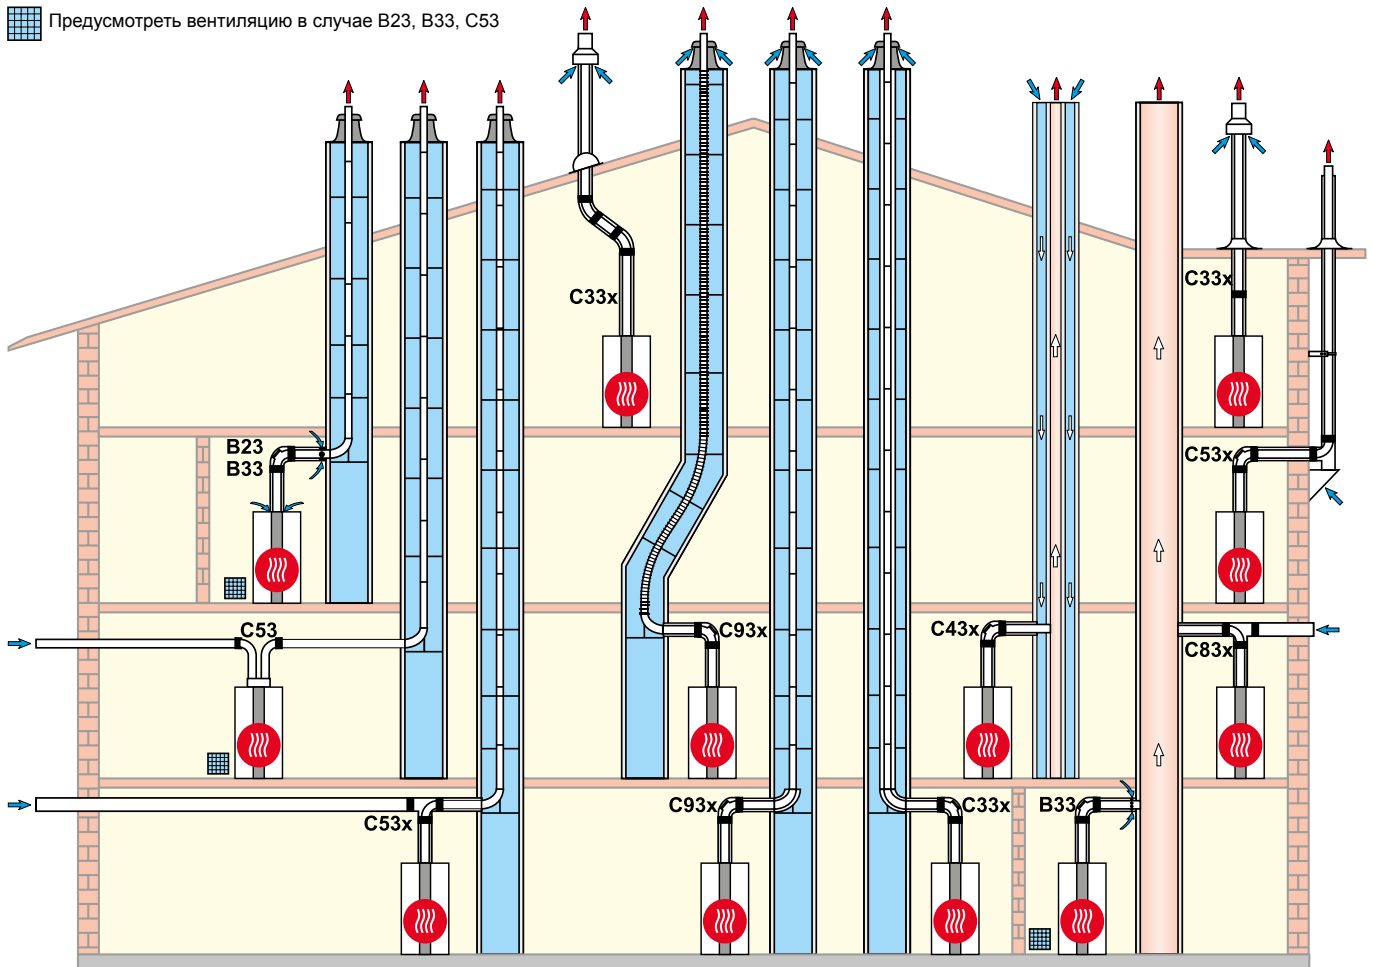 Предусмотреть вентиляцию в случае B23, B33, C53
C33x
C33x
B23
B33
C53x
C53
C93x
C43x
C83x
C53x
C93x
C33x
B33